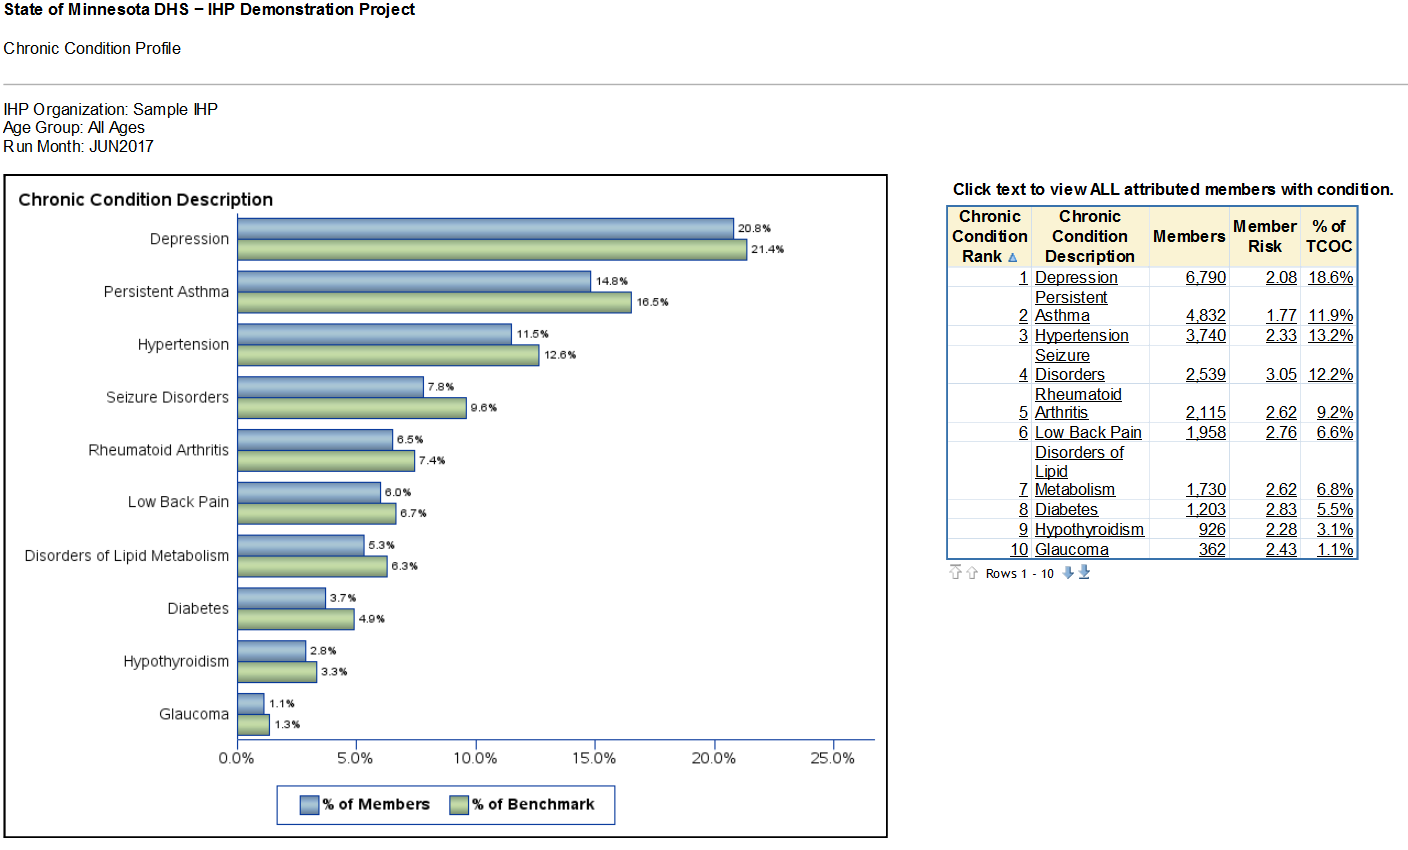 State of Minnesota DHS − IHP Demonstration Project
Chronic Condition Profile
IHP Organization: Sample IHP
Age Group: All Ages
Run Month: JUN2017
Chronic Condition Description
Depression 20.8%
21.4%
Persistent Asthma 14.8%
16.5%
Hypertension 11.5%
12.6%
Seizure Disorders 7.8%
9.6%
Rheumatoid Arthritis 6.5%
7.4%
Low Back Pain 6.0%
6.7%
Disorders of Lipid Metabolism 5.3%
6.3%
Diabetes 3.7%
4.9%
Hypothyroidism 2.8%
3.3%
Glaucoma 1.1%
1.3%
0.0% 5.0% 10.0% 15.0% 20.0% 25.0%
% of Members % of Benchmark
Click text to view ALL attributed members with condition.
Chronic Condition Rank Chronic Condition Description Members Member Risk % of TCOC
1 Depression 6,790 2.08 18.6%
2 Persistent Asthma 4,832 1.77 11.9%
3 Hypertension 3,740 2.33 13.2%
4 Seizure Disorders 2,539 3.05 12.2%
5 Rheumatoid Arthritis 2,115 2.62 9.2%
6 Low Back Pain 1,958 2.76 6.6%
7 Disorders of Lipid Metabolism 1,730 2.62 6.8%
8 Diabetes 1,203 2.83 5.5%
9 Hypothyroidism 926 2.28 3.1%
10 Glaucoma 362 2.43 1.1%
Rows 1 - 10